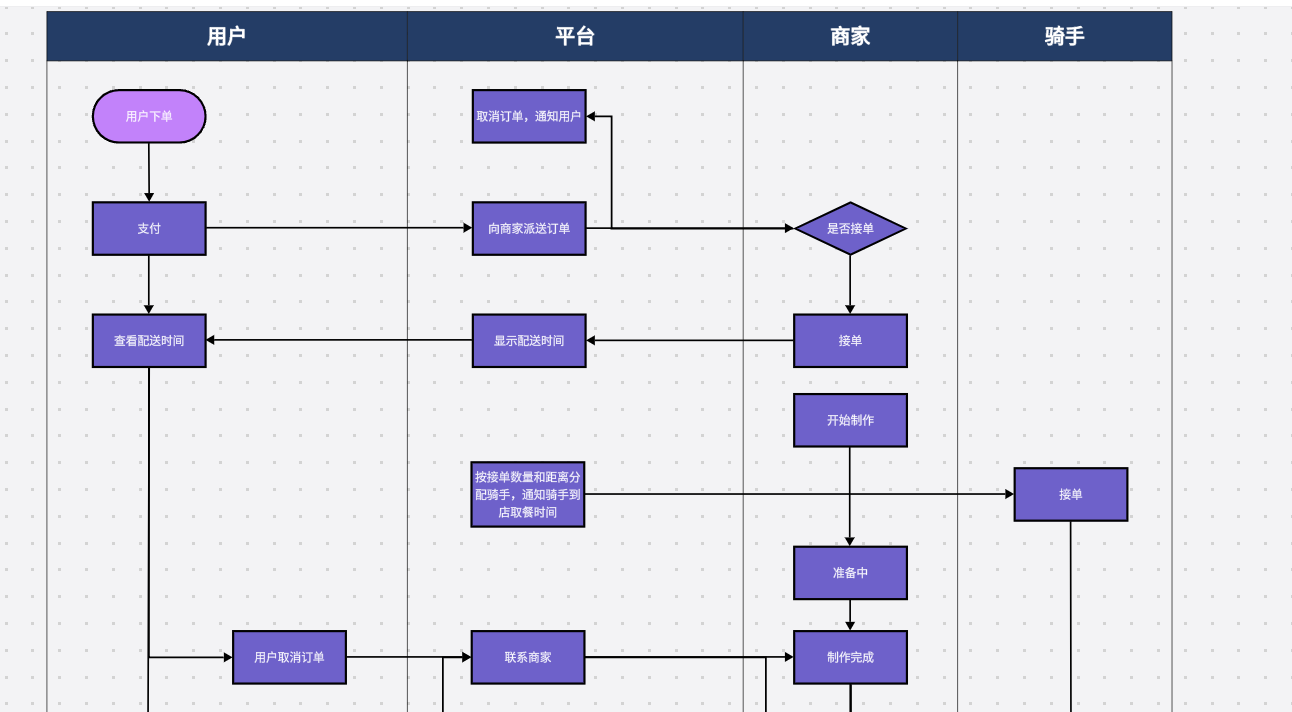 用户
平台
商家
骑手
用户下单
取消订单，通知用户
支付
向商家派送订单
是否接单
查看配送时间
显示配送时间
接单
开始制作
按接单数量和距离分
配骑手，通知骑手到
店取餐时间
接单
准备中
用户取消订单
联系商家
制作完成